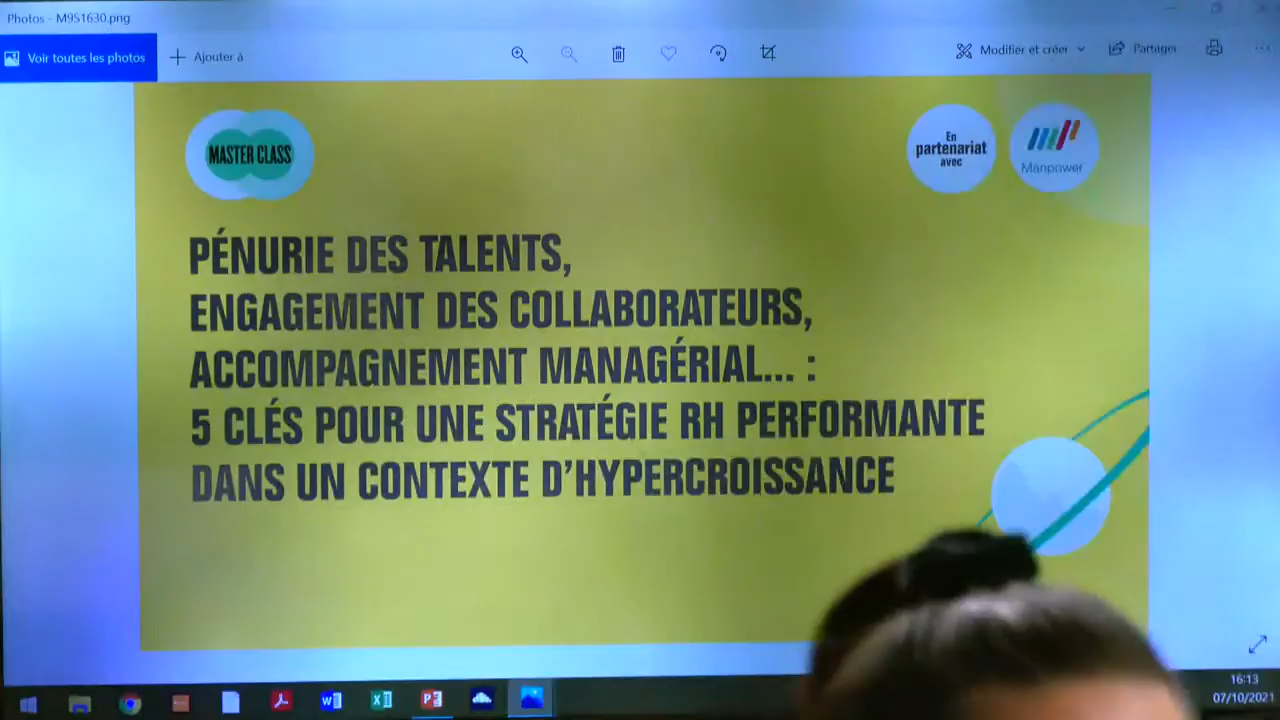 Photos - M9S1630.png
Voir toutes les photos
Ajouter à
Modifier et créer
Partager
MASTER CLASS
En
partenariat
avec
Manpower
PÉNURIE DES TALENTS,
ENGAGEMENT DES COLLABORATEURS,
ACCOMPAGNEMENT MANAGÉRIAL... :
5 CLÉS POUR UNE STRATÉGIE RH PERFORMANTE
DANS UN CONTEXTE D'HYPERCROISSANCE
16:13
07/10/2021